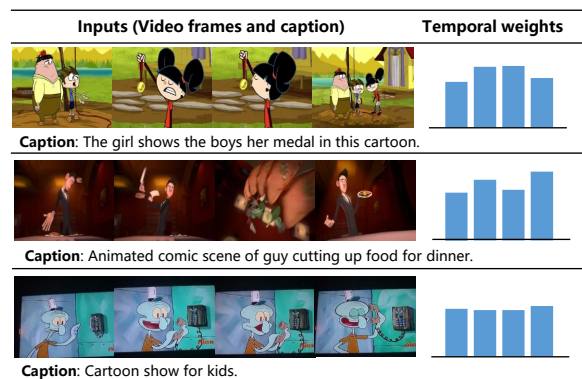 Inputs (Video frames and caption) Temporal weights
Caption: The girl shows the boys her medal in this cartoon.
Caption: Animated comic scene of guy cutting up food for dinner.
Caption: Cartoon show for kids.